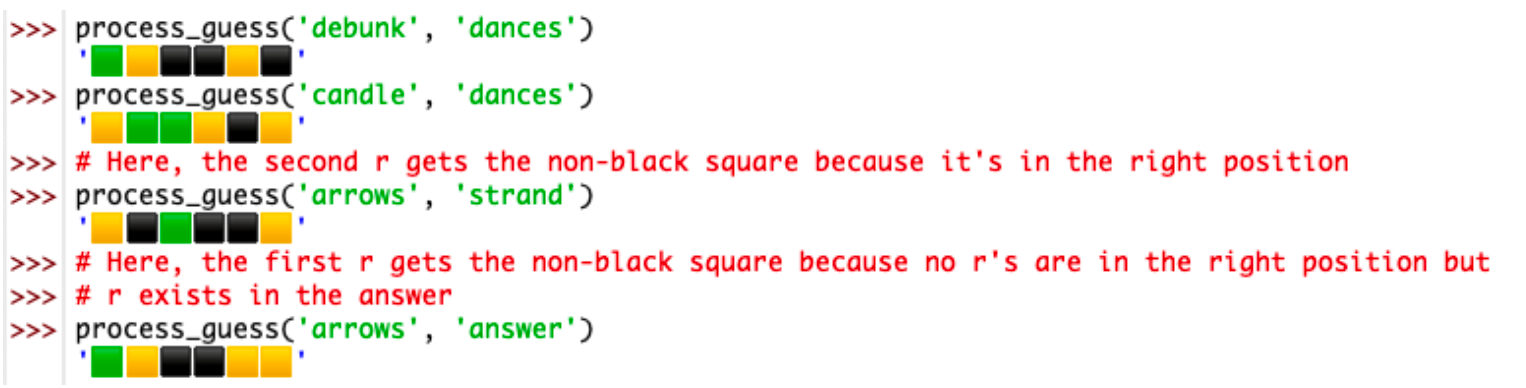 >>> process_guess('debunk', 'dances')
'🟩🟨⬛⬛🟨⬛'
>>> process_guess('candle', 'dances')
'🟨🟩🟩🟨⬛🟨'
>>> # Here, the second r gets the non-black square because it's in the right position
>>> process_guess('arrows', 'strand')
'🟨⬛🟩⬛⬛🟨'
>>> # Here, the first r gets the non-black square because no r's are in the right position but
>>> # r exists in the answer
>>> process_guess('arrows', 'answer')
'🟩🟨⬛⬛🟨🟨'